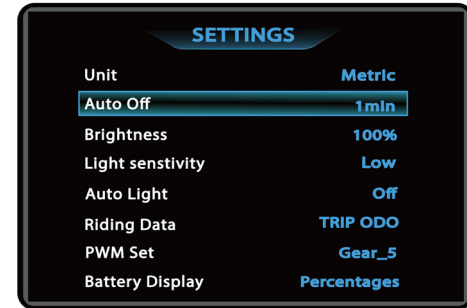 SETTINGS
Unit Metric
Auto Off 1min
Brightness 100%
Light senstivity Low
Auto Light Off
Riding Data TRIP ODO
PWM Set Gear_5
Battery Display Percentages